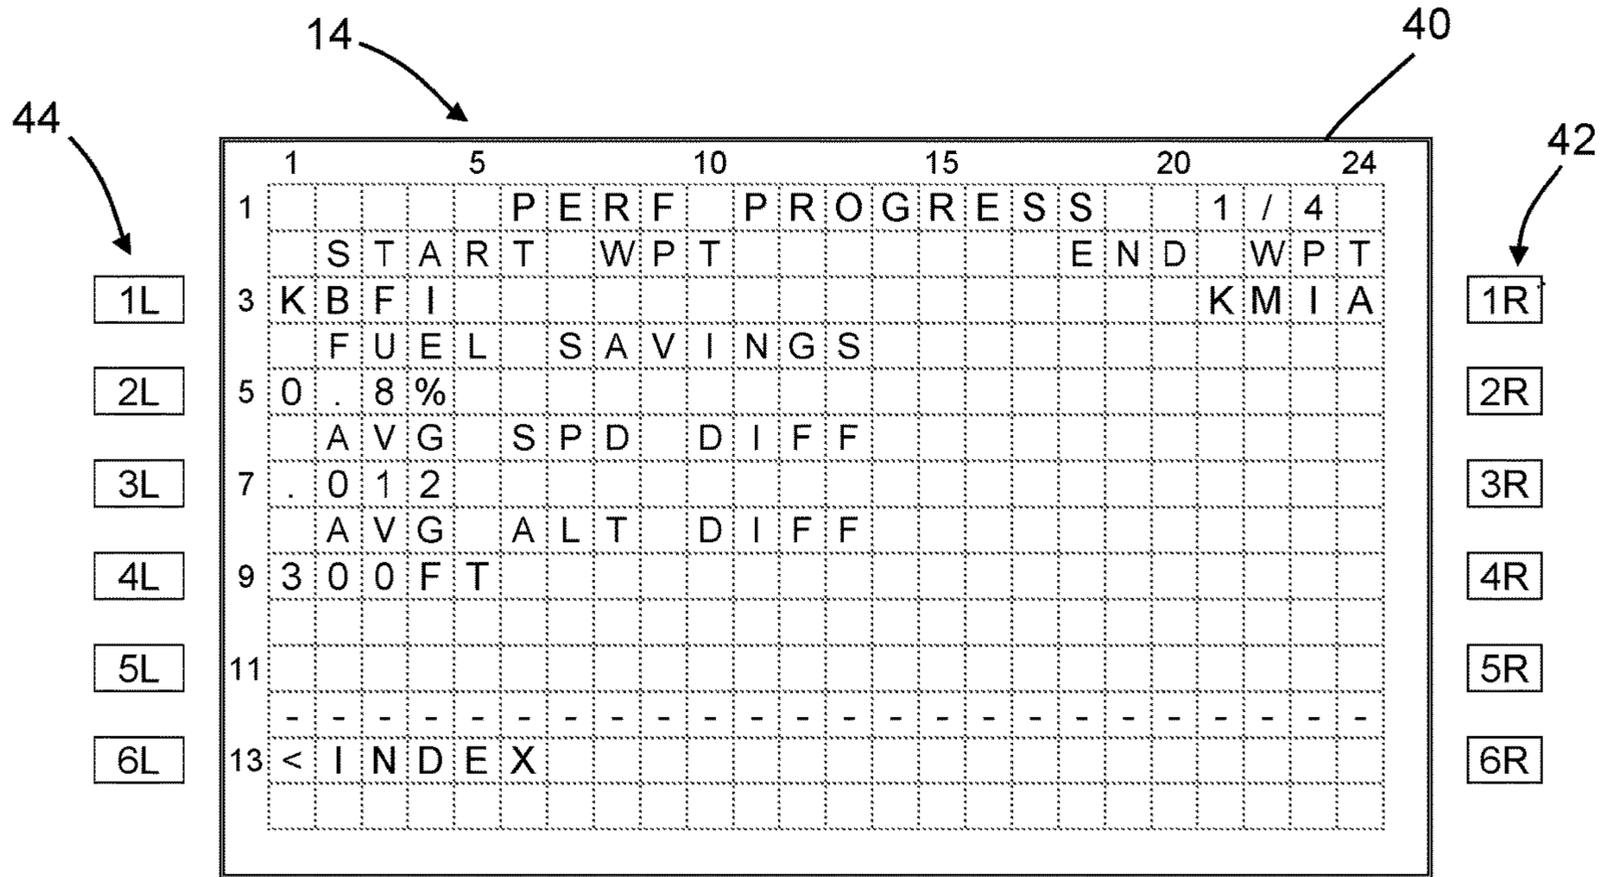 40
14
44
42
1 5 10 15 20 24
1 PERF PROGRESS 1/4
START WPT END WPT
1L 3 KBFI KMIA 1R
FUEL SAVINGS
2L 5 0.8% 2R
AVG SPD DIFF
3L 7 .012 3R
AVG ALT DIFF
4L 9 300FT 4R
5L 11 5R
- - - - - - - - - - - - - - - - - - - - - - - -
6L 13 <INDEX 6R